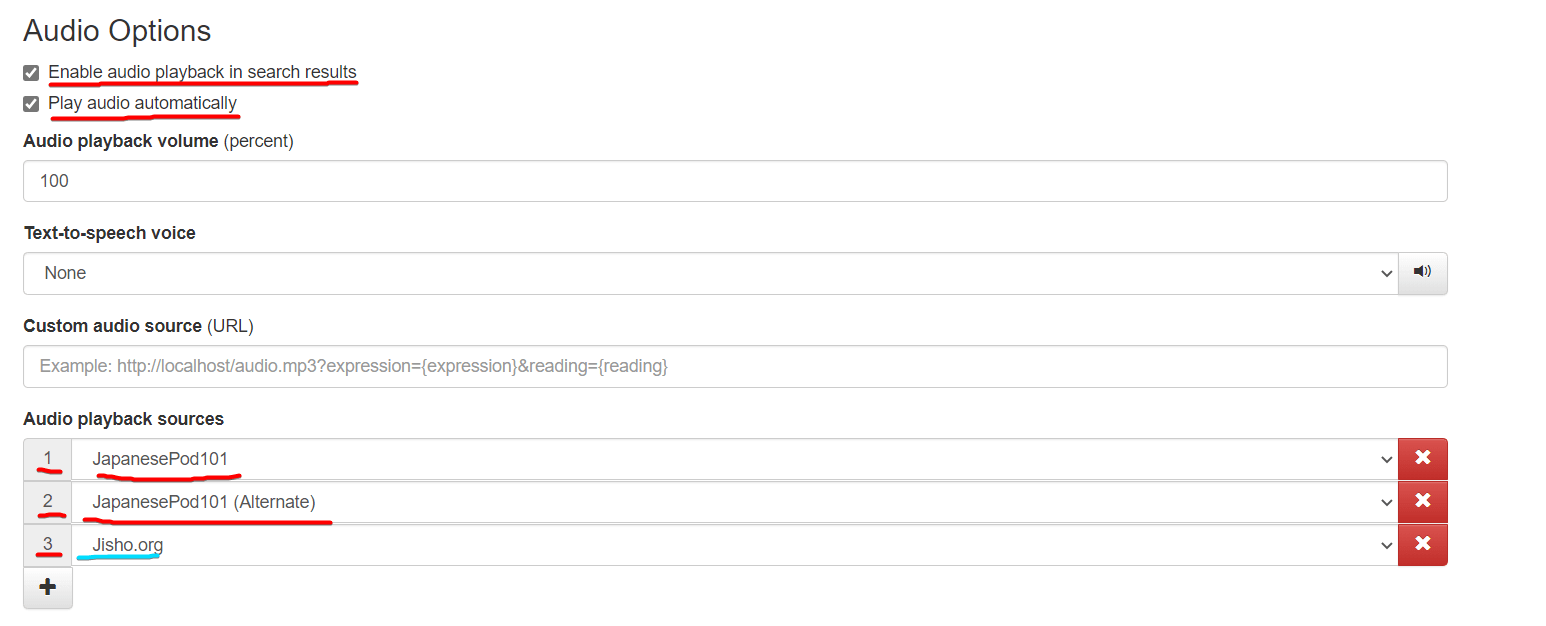 Audio Options
Enable audio playback in search results
Play audio automatically
Audio playback volume (percent)
100
Text-to-speech voice
None
Custom audio source (URL)
Example: http://localhost/audio.mp3?expression={expression}&reading={reading}
Audio playback sources
1 JapanesePod101
2 JapanesePod101 (Alternate)
3 Jisho.org